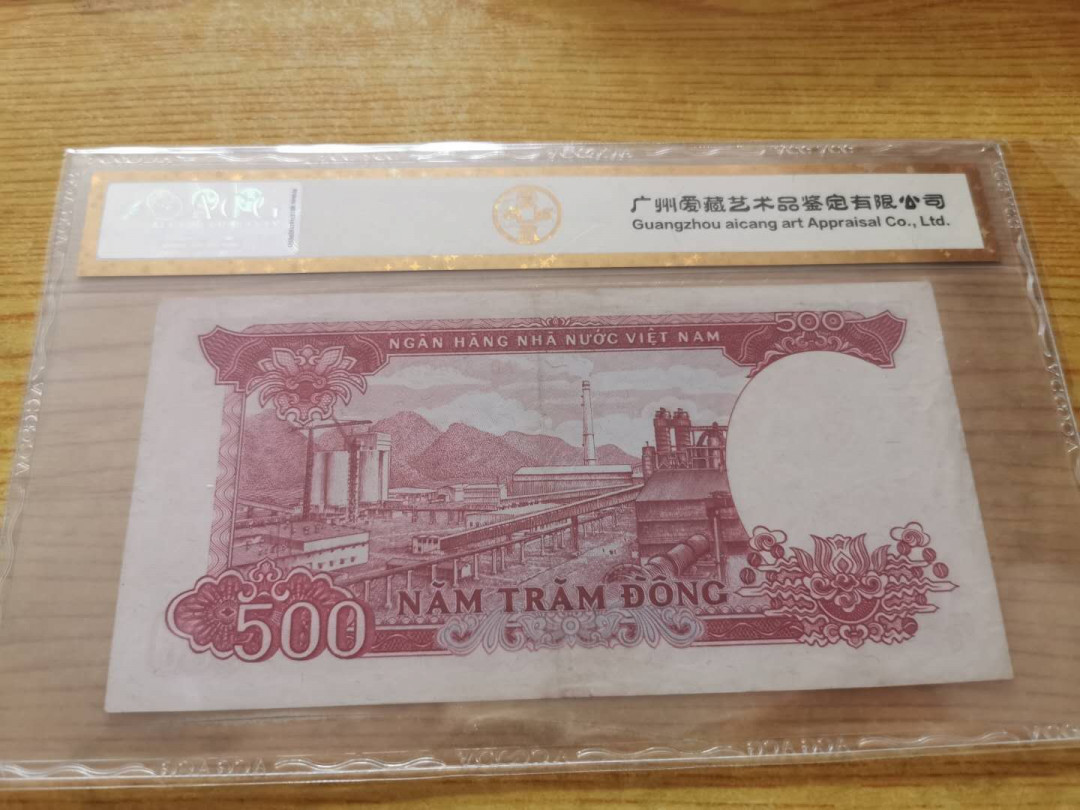 广州爱藏艺术品鉴定有限公司
Guangzhou aicang art Appraisal Co., Ltd.
NGÂN HÀNG NHÀ NƯỚC VIỆT NAM
500
NĂM TRĂM ĐỒNG
500